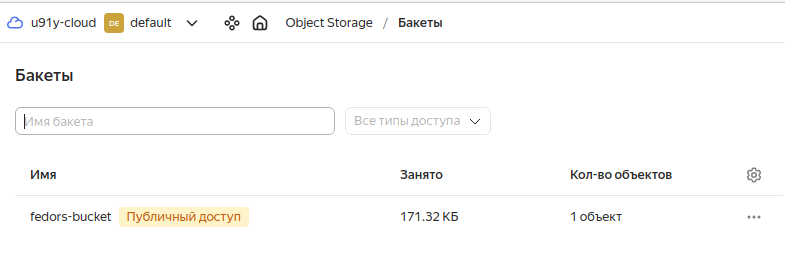 u91y-cloud DE default Object Storage / Бакеты
Бакеты
Имя бакета Все типы доступа
Имя Занято Кол-во объектов
fedors-bucket Публичный доступ 171.32 КБ 1 объект